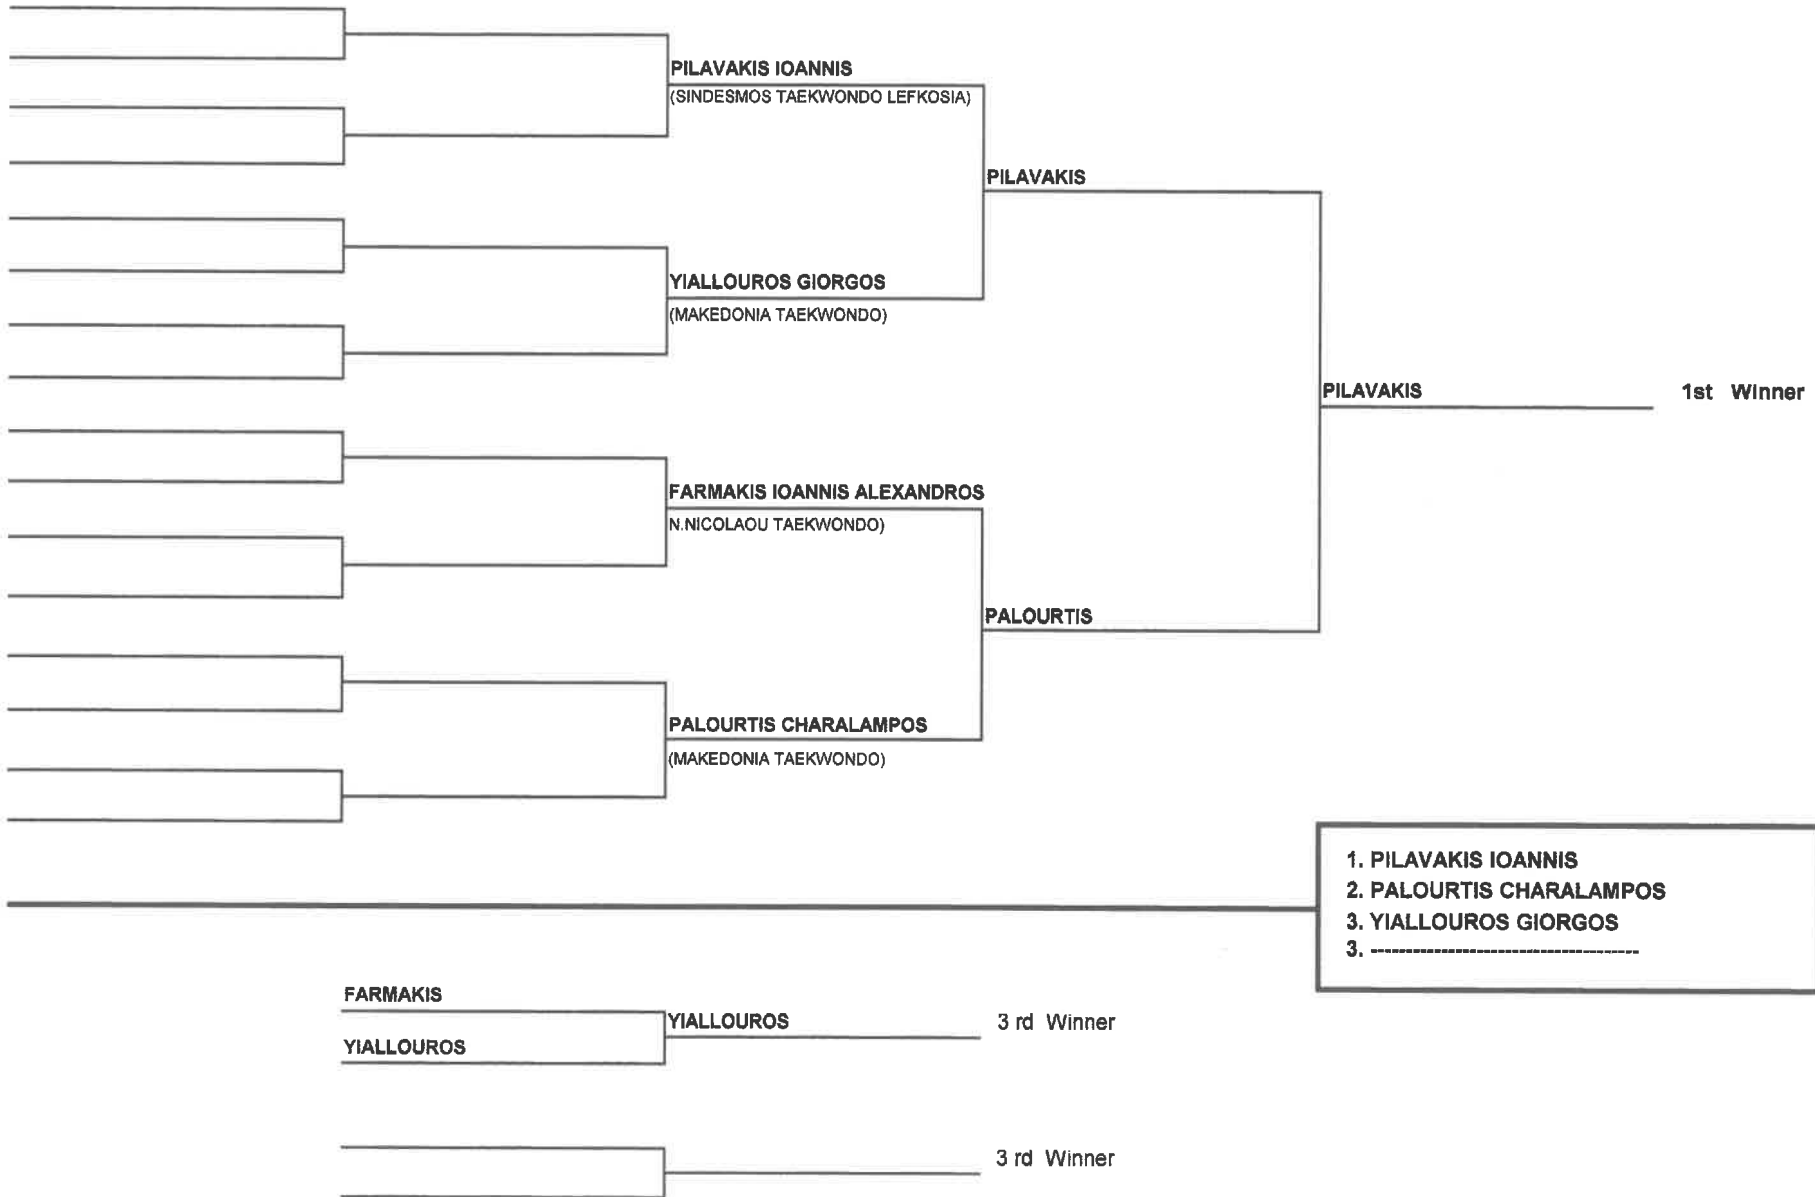 PILAVAKIS IOANNIS
(SINDESMOS TAEKWONDO LEFKOSIA)
PILAVAKIS
YIALLOUROS GIORGOS
(MAKEDONIA TAEKWONDO)
PILAVAKIS 1st Winner
FARMAKIS IOANNIS ALEXANDROS
N.NICOLAOU TAEKWONDO)
PALOURTIS
PALOURTIS CHARALAMPOS
(MAKEDONIA TAEKWONDO)
1. PILAVAKIS IOANNIS
2. PALOURTIS CHARALAMPOS
3. YIALLOUROS GIORGOS
3. --------------------------------------
FARMAKIS
YIALLOUROS 3 rd Winner
YIALLOUROS
3 rd Winner